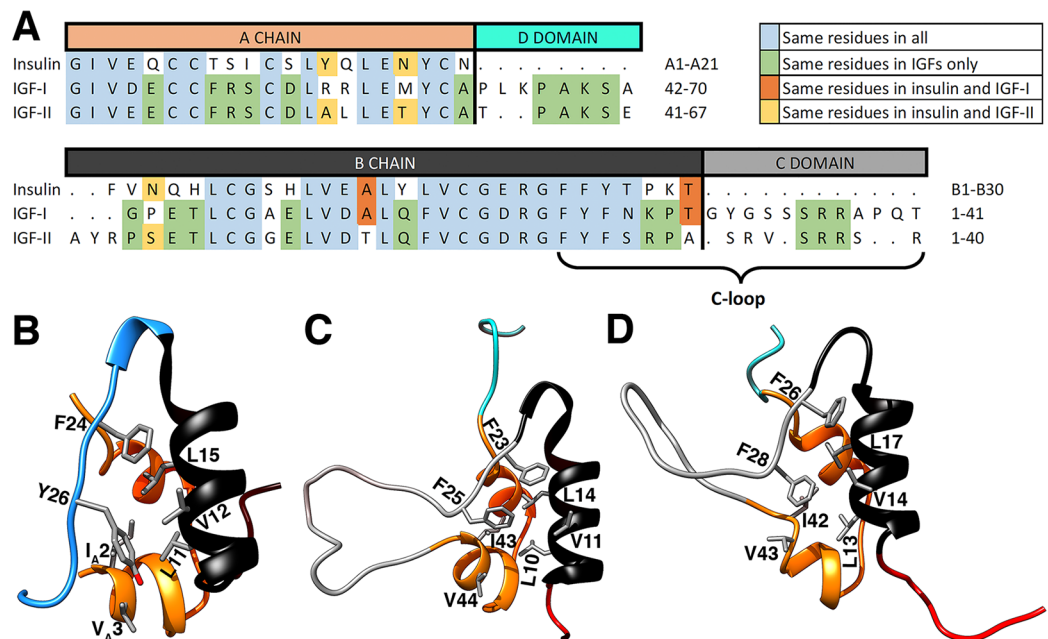 A
A CHAIN D DOMAIN
Insulin G I V E Q C C T S I C S L Y Q L E N Y C N . . . . . . . . A1-A21
IGF-I G I V D E C C F R S C D L R R L E M Y C A P L K P A K S A 42-70
IGF-II G I V E E C C F R S C D L A L L E T Y C A T . . P A K S E 41-67
Same residues in all
Same residues in IGFs only
Same residues in insulin and IGF-I
Same residues in insulin and IGF-II
B CHAIN C DOMAIN
Insulin . . F V N Q H L C G S H L V E A L Y L V C G E R G F F Y T P K T . . . . . . . . . . . . B1-B30
IGF-I . . . G P E T L C G A E L V D A L Q F V C G D R G F Y F N K P T G Y G S S S R R A P Q T 1-41
IGF-II A Y R P S E T L C G G E L V D T L Q F V C G D R G F Y F S R P A . S R V . S R R S . . R 1-40
C-loop
B
F24
L15
Y26
V12
IA2
L11
VA3
C
F23
F25
L14
I43
V11
L10
V44
D
F26
L17
F28
V14
I42
V43
L13